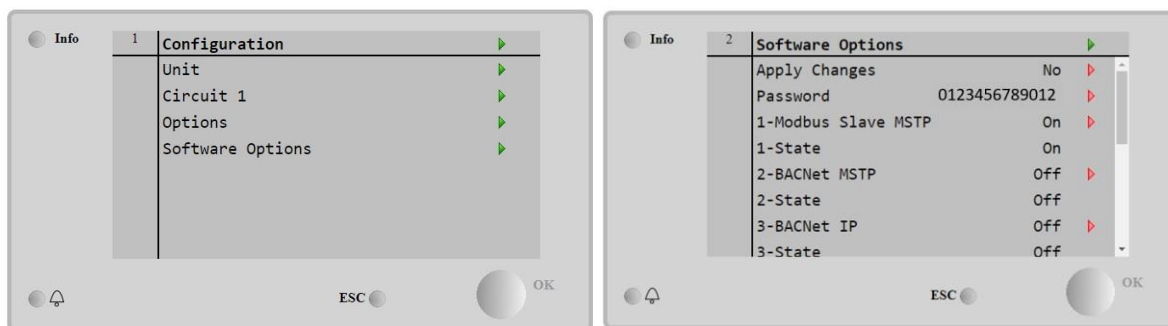 Info
1 Configuration
Unit
Circuit 1
Options
Software Options
ESC
OK
Info
2 Software Options
Apply Changes No
Password 0123456789012
1-Modbus Slave MSTP On
1-State On
2-BACNet MSTP Off
2-State Off
3-BACNet IP Off
3-State Off
ESC
OK